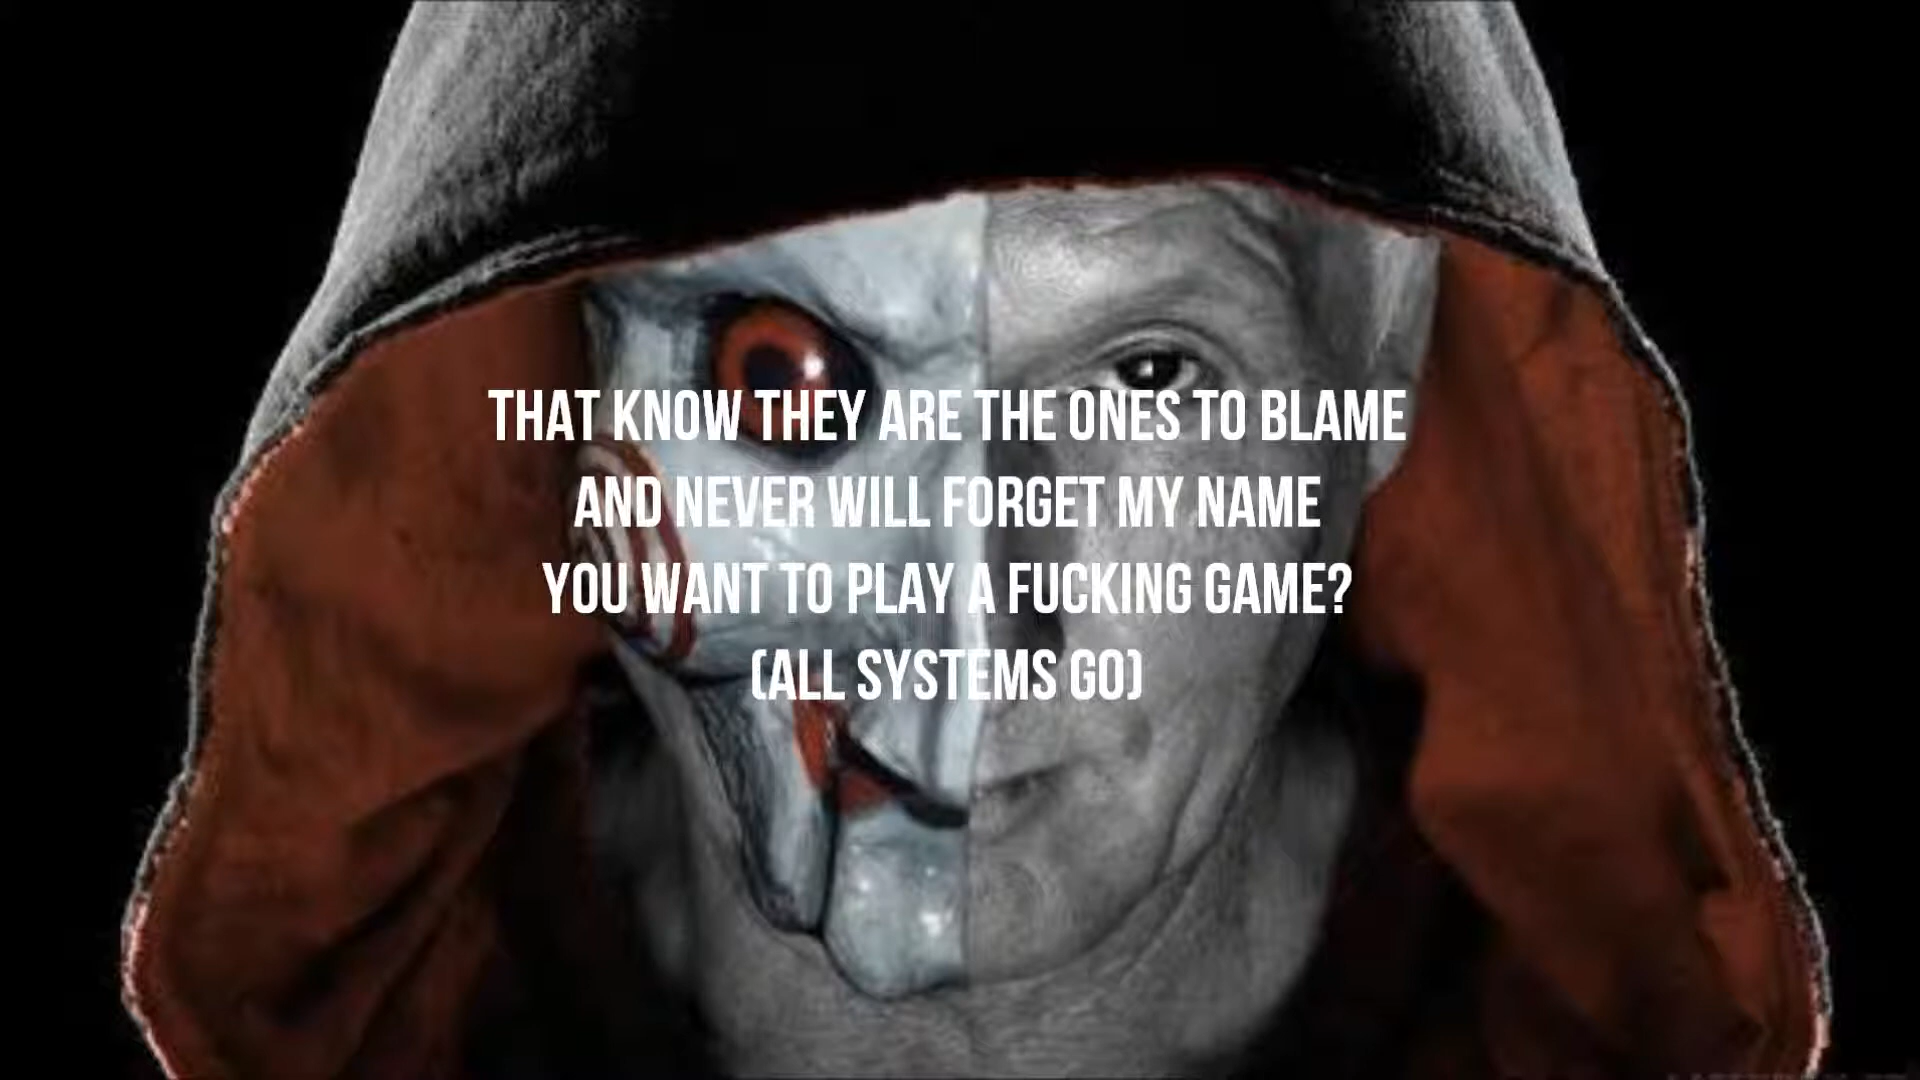 THAT KNOW THEY ARE THE ONES TO BLAME
AND NEVER WILL FORGET MY NAME
YOU WANT TO PLAY A FUCKING GAME?
(ALL SYSTEMS GO)